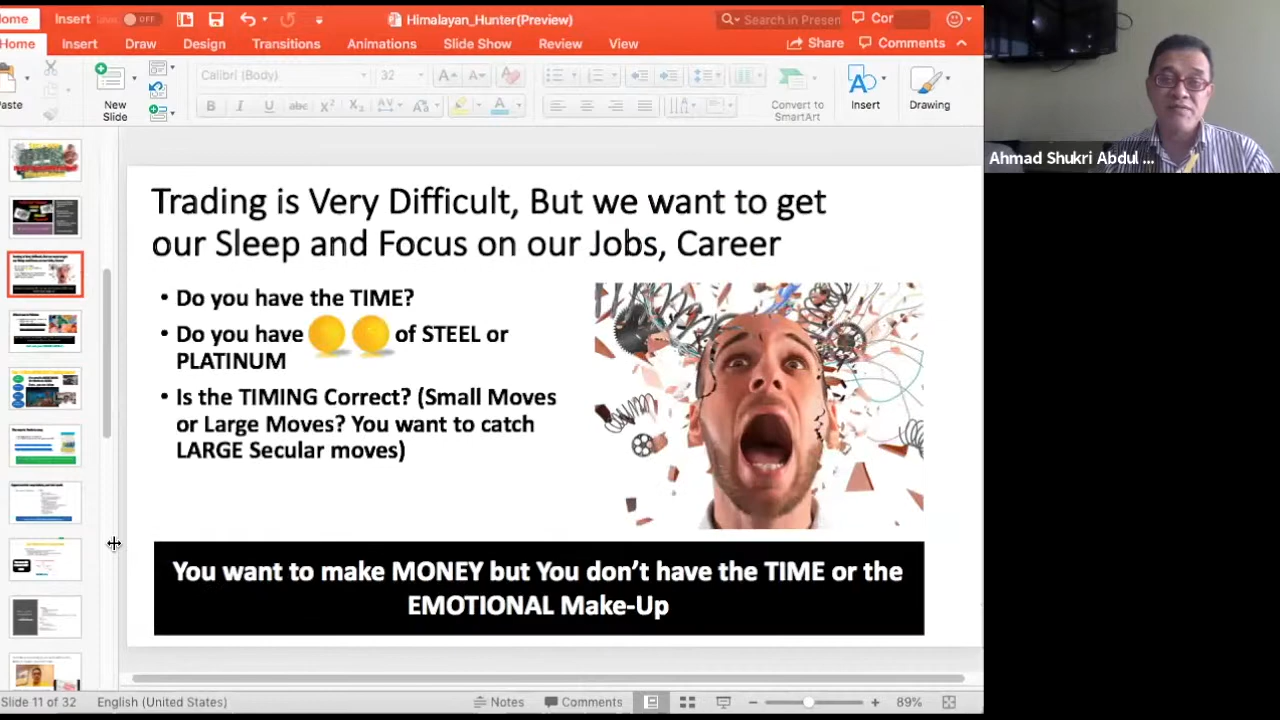 Home
Insert
OFF
Himalayan_Hunter(Preview)
Search in Presen
Cor
Home
Insert
Draw
Design
Transitions
Animations
Slide Show
Review
View
Share
Comments
Paste
New
Slide
Calibri (Body)
32
Convert to
SmartArt
Insert
Drawing
Ahmad Shukri Abdul ...
Trading is Very Difficult, But we want to get
our Sleep and Focus on our Jobs, Career
• Do you have the TIME?
• Do you have of STEEL or
PLATINUM
• Is the TIMING Correct? (Small Moves
or Large Moves? You want to catch
LARGE Secular moves)
You want to make MONEY but You don't have the TIME or the
EMOTIONAL Make-Up
Slide 11 of 32
English (United States)
Notes
Comments
89%